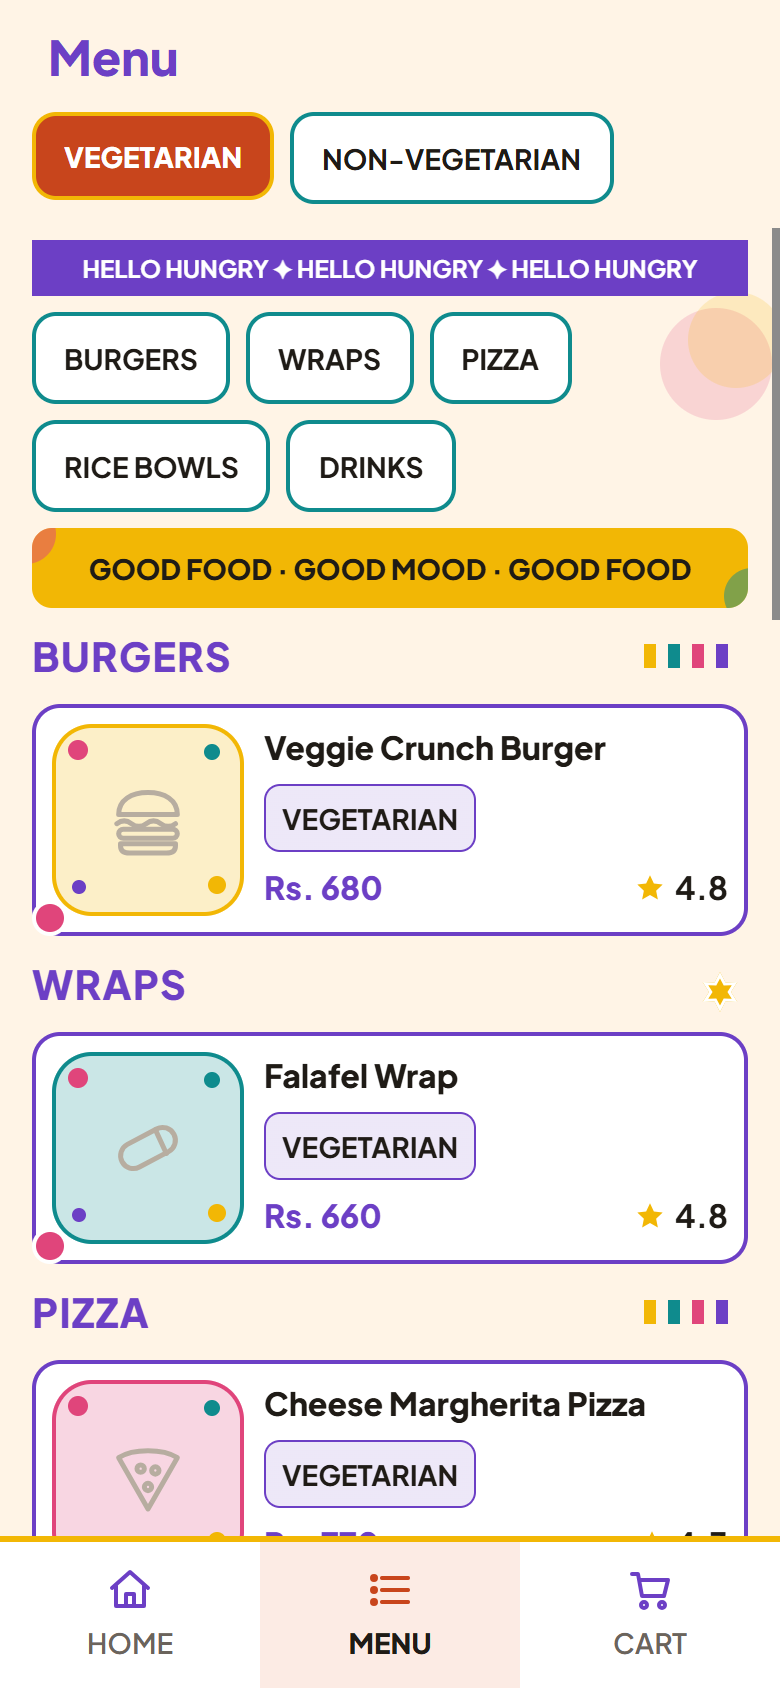 Menu
VEGETARIAN NON-VEGETARIAN
HELLO HUNGRY ✦ HELLO HUNGRY ✦ HELLO HUNGRY
BURGERS WRAPS PIZZA
RICE BOWLS DRINKS
GOOD FOOD · GOOD MOOD · GOOD FOOD
BURGERS
Veggie Crunch Burger
VEGETARIAN
Rs. 680 4.8
WRAPS
Falafel Wrap
VEGETARIAN
Rs. 660 4.8
PIZZA
Cheese Margherita Pizza
VEGETARIAN
HOME MENU CART